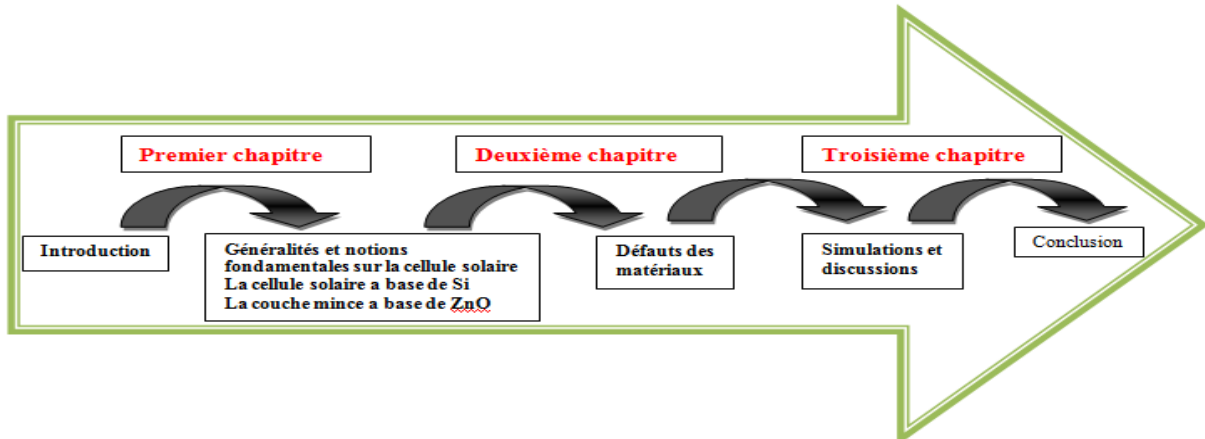 Premier chapitre
Deuxième chapitre
Troisième chapitre
Introduction
Généralités et notions
fondamentales sur la cellule solaire
La cellule solaire a base de Si
La couche mince a base de ZnO
Défauts des
matériaux
Simulations et
discussions
Conclusion